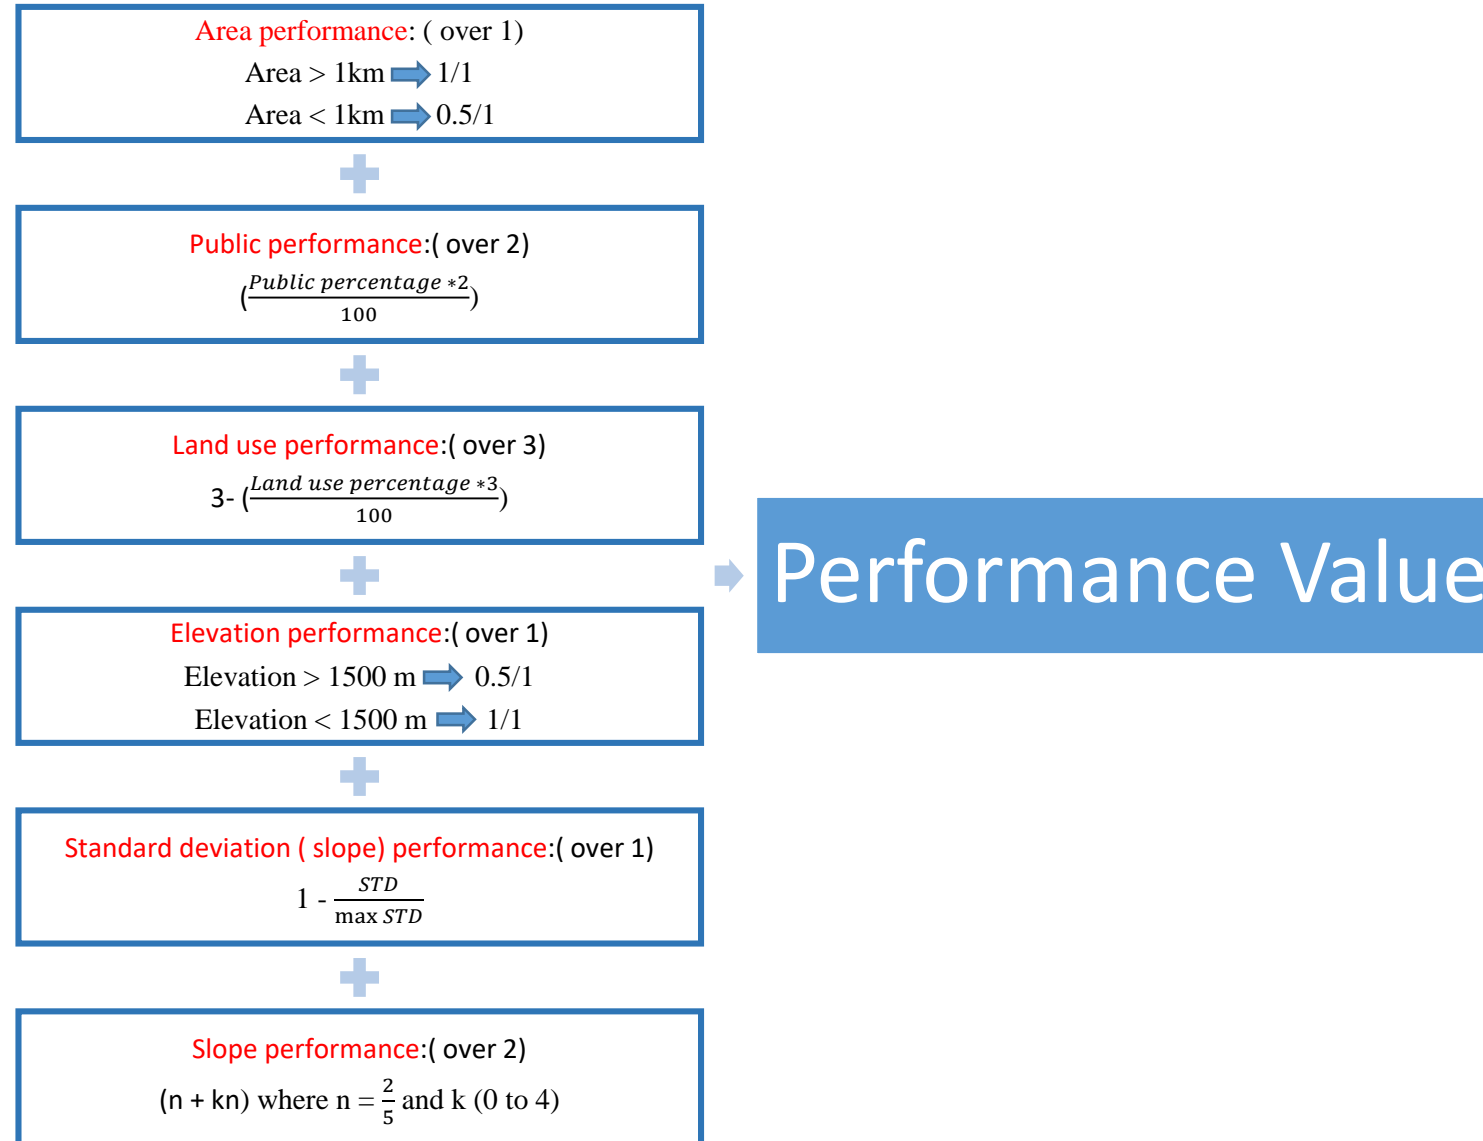 Area performance: ( over 1)
Area > 1km 1/1
Area < 1km 0.5/1
Public performance:( over 2)
(Public percentage *2/100)
Land use performance:( over 3)
3- (Land use percentage *3/100)
Performance Value
Elevation performance:( over 1)
Elevation > 1500 m 0.5/1
Elevation < 1500 m 1/1
Standard deviation ( slope) performance:( over 1)
1 - STD/max STD
Slope performance:( over 2)
(n + kn) where n = 2/5 and k (0 to 4)